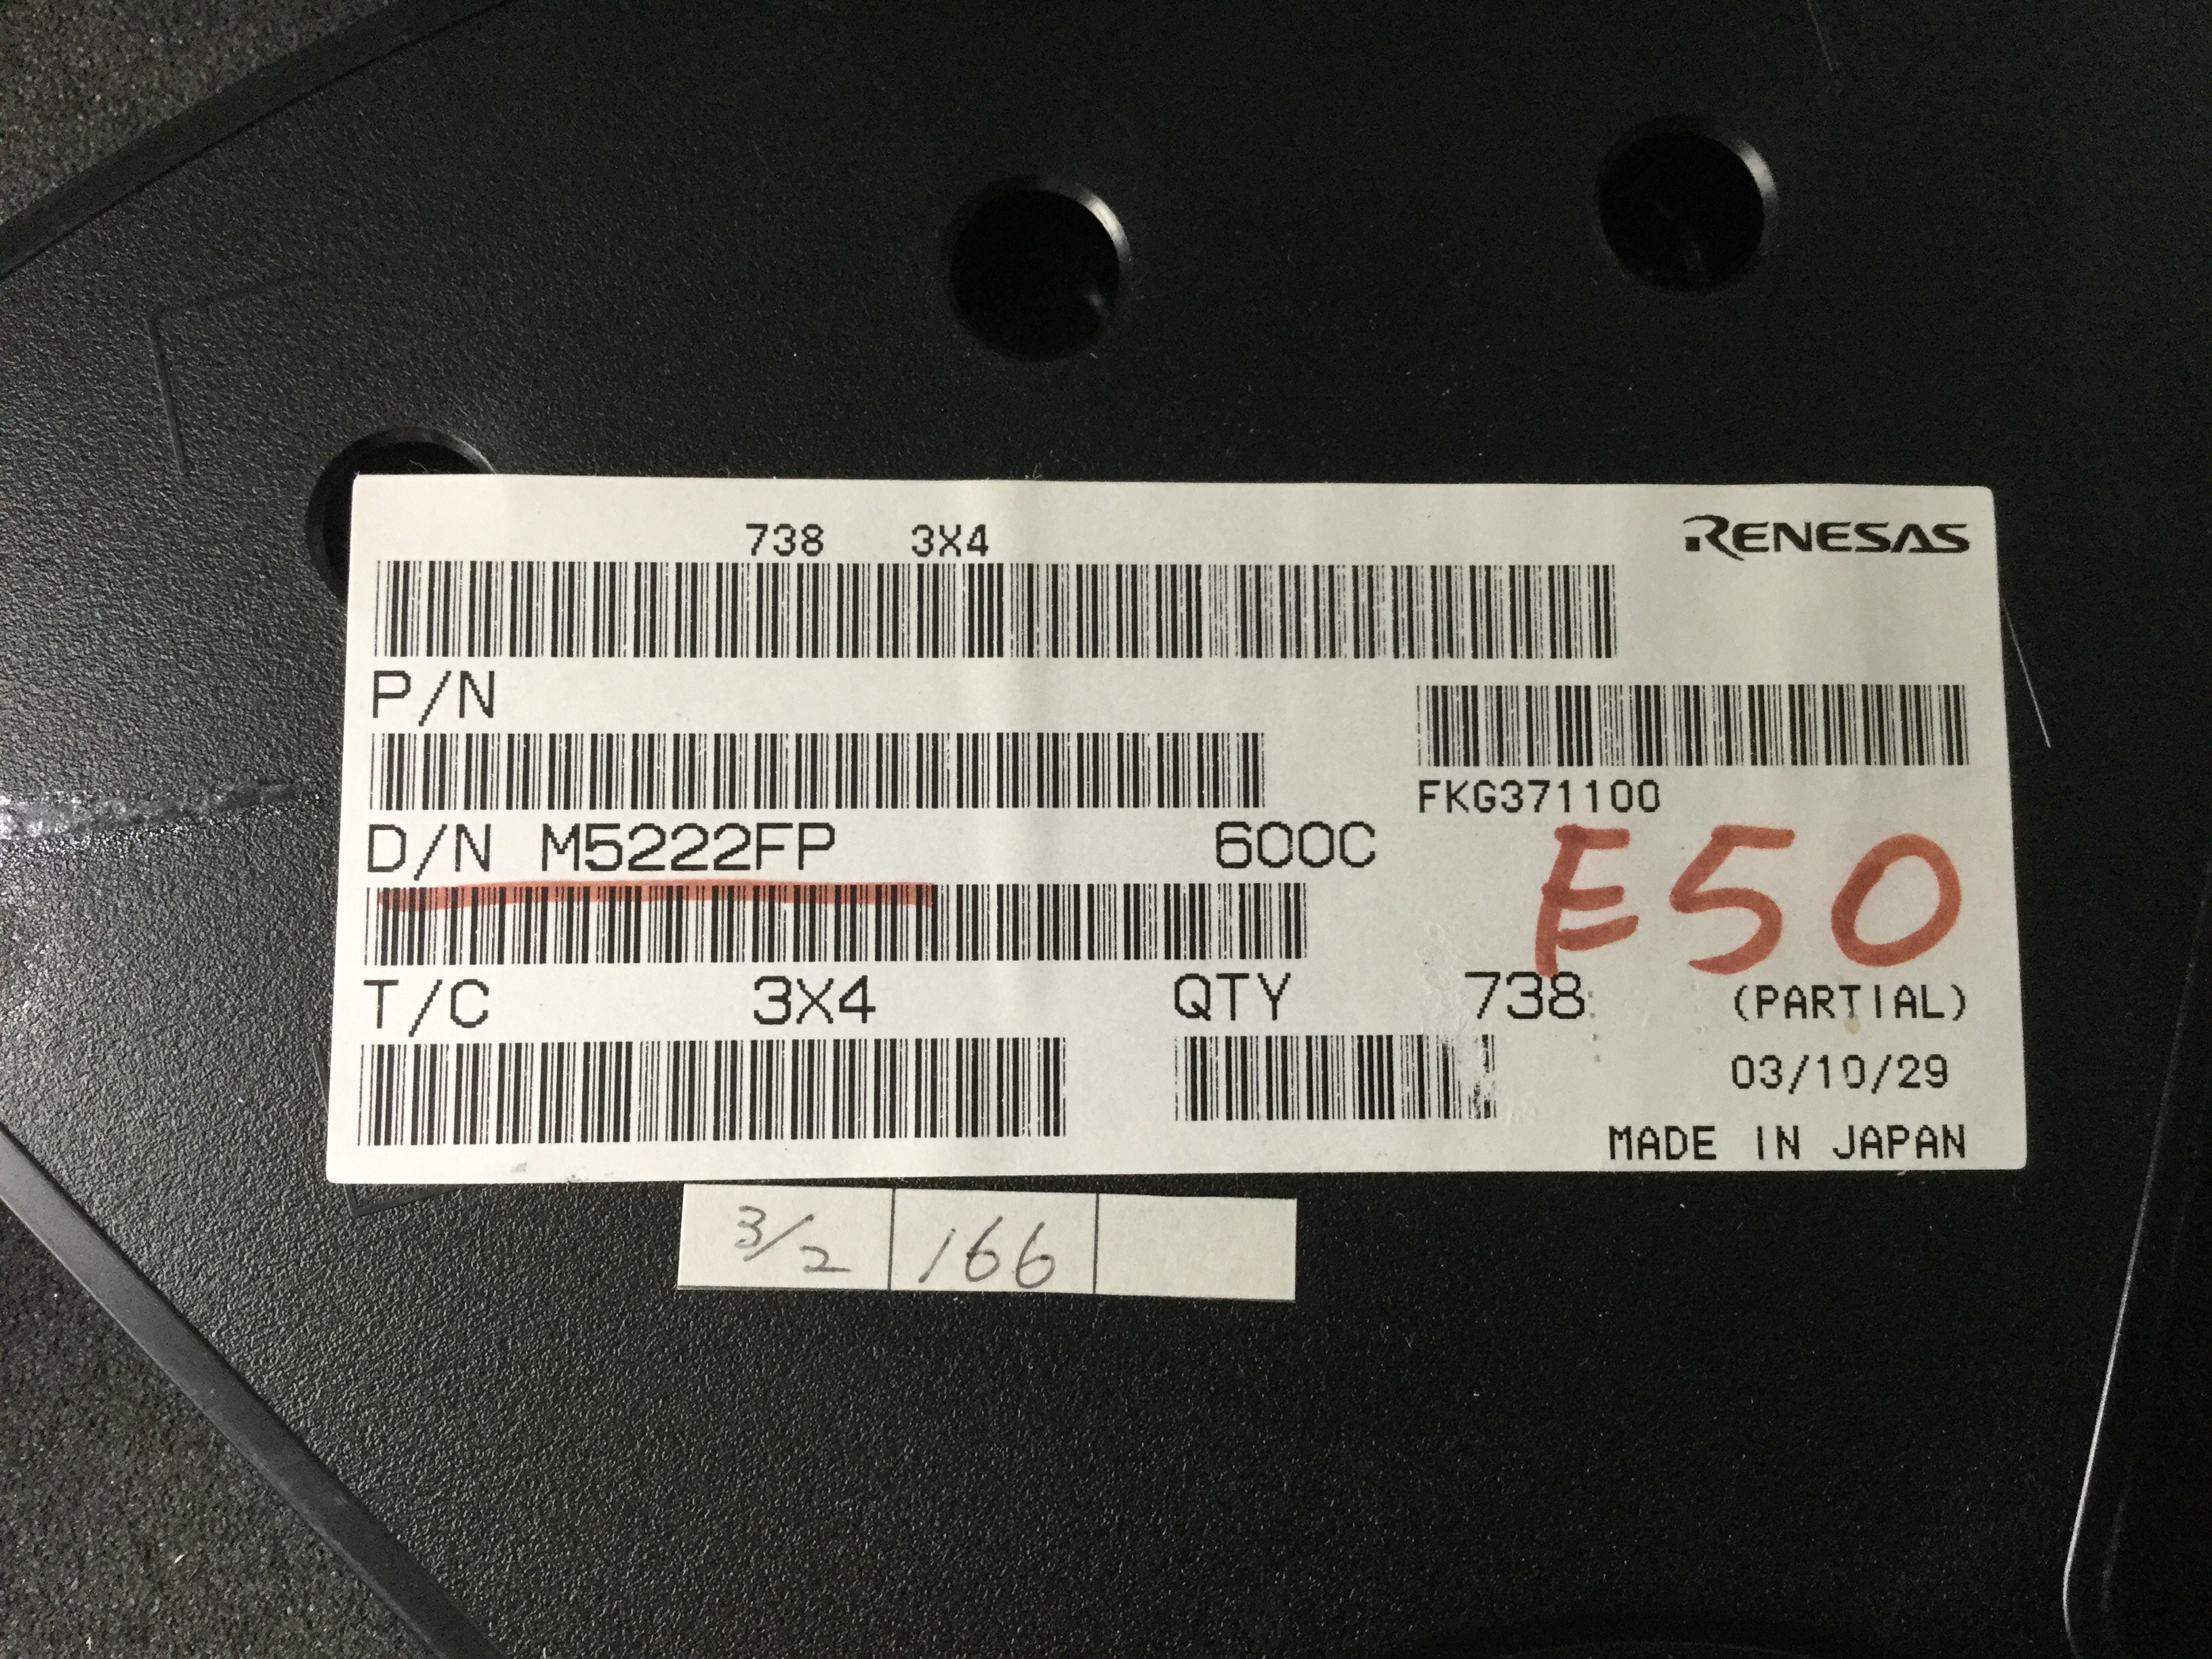 738 3X4
RENESAS
P/N
FKG371100
D/N M5222FP 600C
E50
T/C 3X4 QTY 738 (PARTIAL)
03/10/29
MADE IN JAPAN
3/2 166